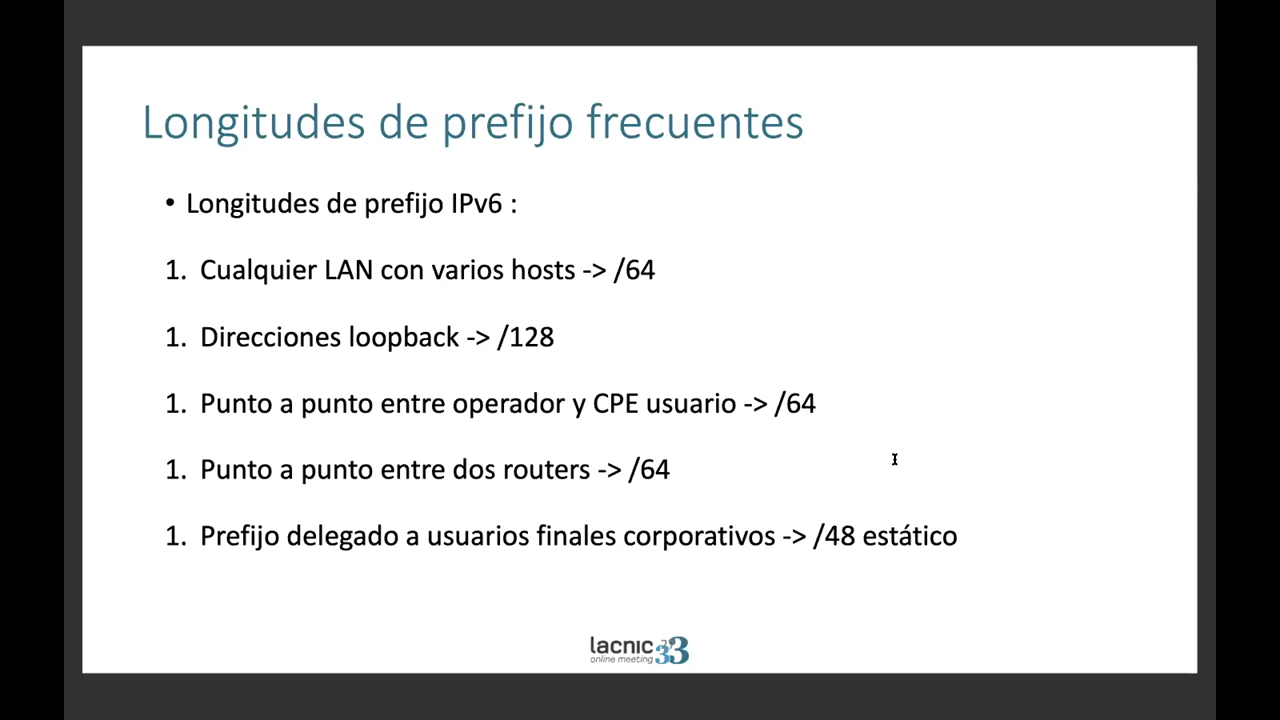 Longitudes de prefijo frecuentes
• Longitudes de prefijo IPv6 :
1. Cualquier LAN con varios hosts -> /64
1. Direcciones loopback -> /128
1. Punto a punto entre operador y CPE usuario -> /64
1. Punto a punto entre dos routers -> /64
1. Prefijo delegado a usuarios finales corporativos -> /48 estático
lacnic 33
online meeting